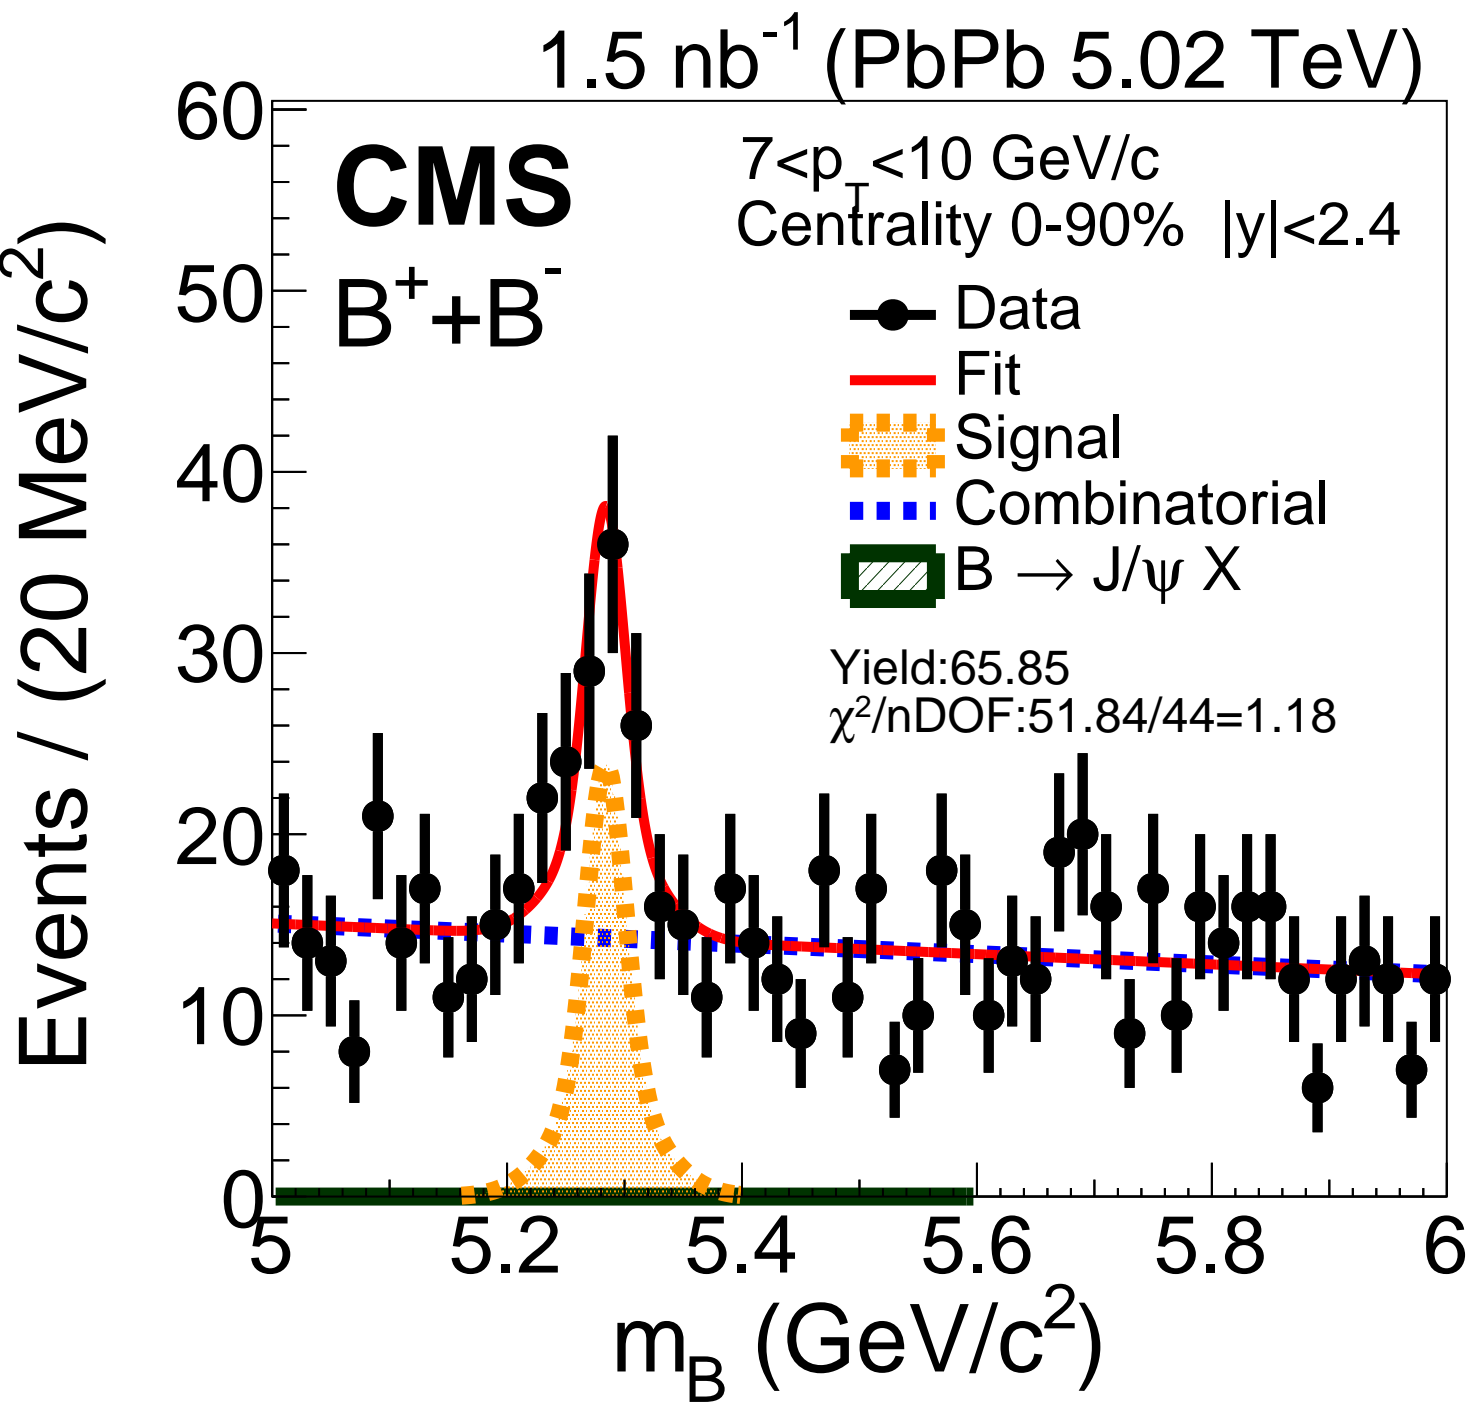 1.5 nb⁻¹ (PbPb 5.02 TeV)
CMS
B⁺+B⁻
7<p_T<10 GeV/c
Centrality 0-90% |y|<2.4
Data
Fit
Signal
Combinatorial
B → J/ψ X
Yield:65.85
χ²/nDOF:51.84/44=1.18
Events / (20 MeV/c²)
60
50
40
30
20
10
0
5 5.2 5.4 5.6 5.8 6
m_B (GeV/c²)